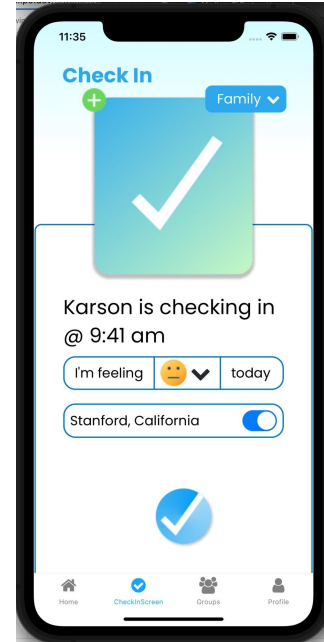 11:35
Check In
Family
Karson is checking in
@ 9:41 am
I'm feeling
today
Stanford, California
Home
CheckInScreen
Groups
Profile